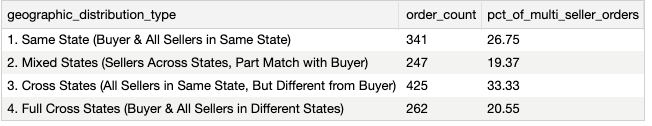 geographic_distribution_type order_count pct_of_multi_seller_orders
1. Same State (Buyer & All Sellers in Same State) 341 26.75
2. Mixed States (Sellers Across States, Part Match with Buyer) 247 19.37
3. Cross States (All Sellers in Same State, But Different from Buyer) 425 33.33
4. Full Cross States (Buyer & All Sellers in Different States) 262 20.55